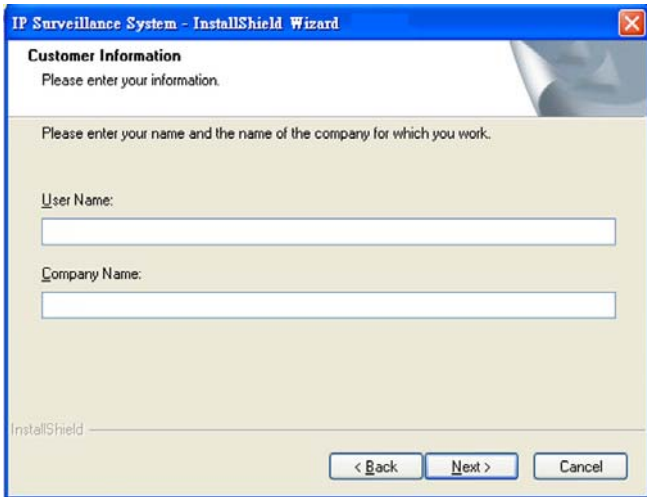 IP Surveillance System - InstallShield Wizard
Customer Information
Please enter your information.
Please enter your name and the name of the company for which you work.
User Name:
Company Name:
InstallShield
< Back
Next >
Cancel